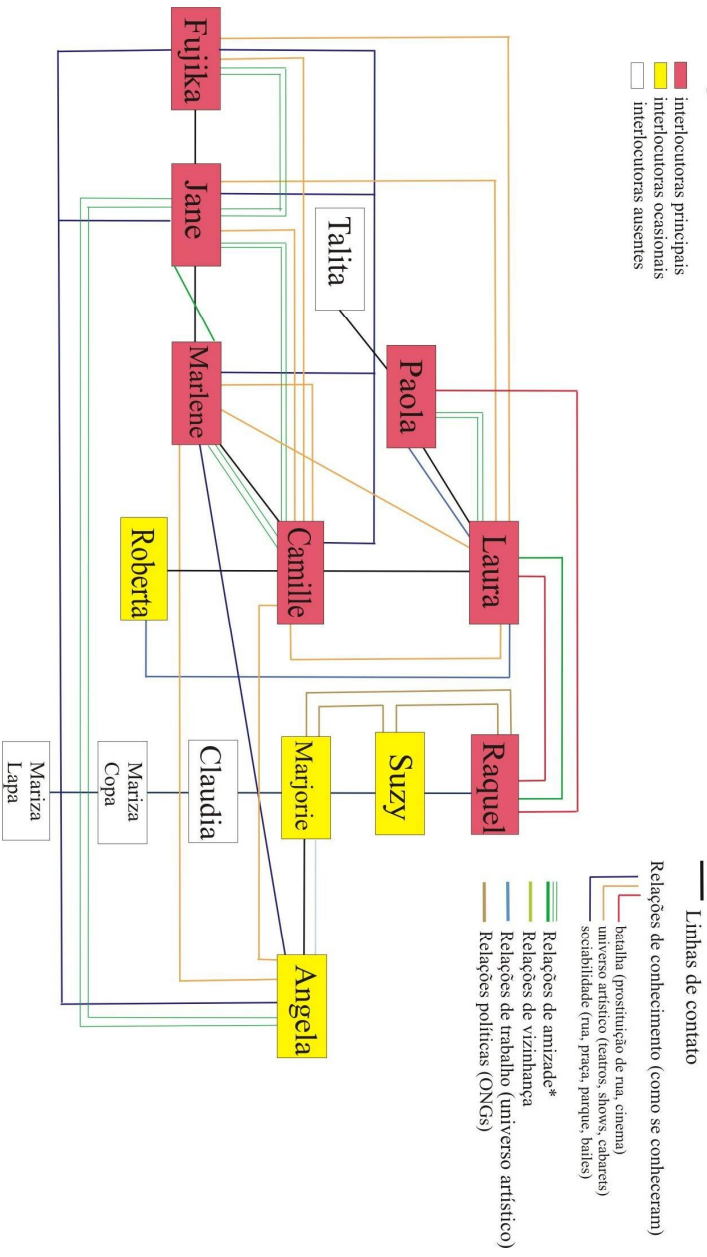 interlocutoras principais
interlocutoras ocasionais
interlocutoras ausentes
Linhas de contato
Relações de conhecimento (como se conheceram)
batalha (prostituição de rua, cinema)
universo artístico (teatros, shows, cabarets)
sociabilidade (rua, praça, parque, bailes)
Relações de amizade*
Relações de vizinhança
Relações de trabalho (universo artístico)
Relações políticas (ONGs)
Paola
Laura
Raquel
Talita
Suzy
Camille
Marjorie
Angela
Fujika
Jane
Marlene
Claudia
Roberta
Mariza
Copa
Mariza
Lapa